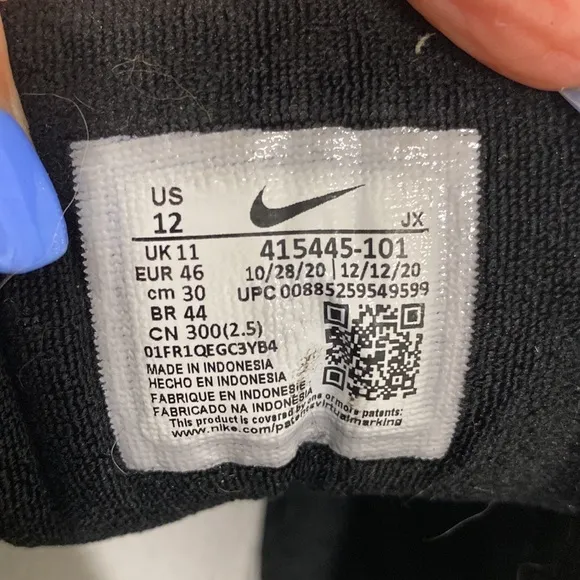 US
12
JX
UK 11 415445-101
EUR 46 10/28/20 | 12/12/20
cm 30 UPC 00885259549599
BR 44
CN 300(2.5)
01FR1QEGC3YB4
MADE IN INDONESIA
HECHO EN INDONESIA
FABRIQUE EN INDONESIE
FABRICADO NA INDONESIA
This product is covered by one or more patents:
www.nike.com/patents/virtualmarking